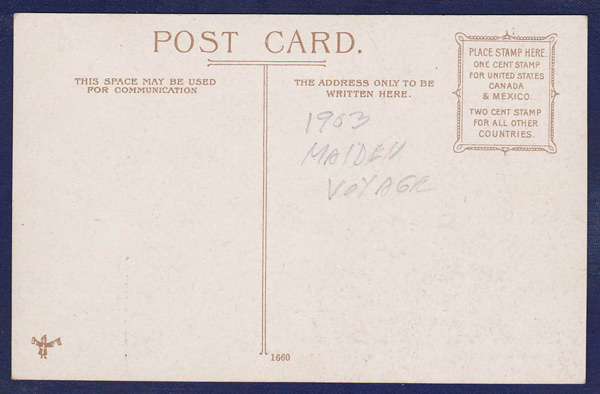 POST CARD.
THIS SPACE MAY BE USED
FOR COMMUNICATION
THE ADDRESS ONLY TO BE
WRITTEN HERE.
PLACE STAMP HERE.
ONE CENT STAMP
FOR UNITED STATES
CANADA
& MEXICO.
TWO CENT STAMP
FOR ALL OTHER
COUNTRIES.
1903
MAIDEN
VOYAGE
1660